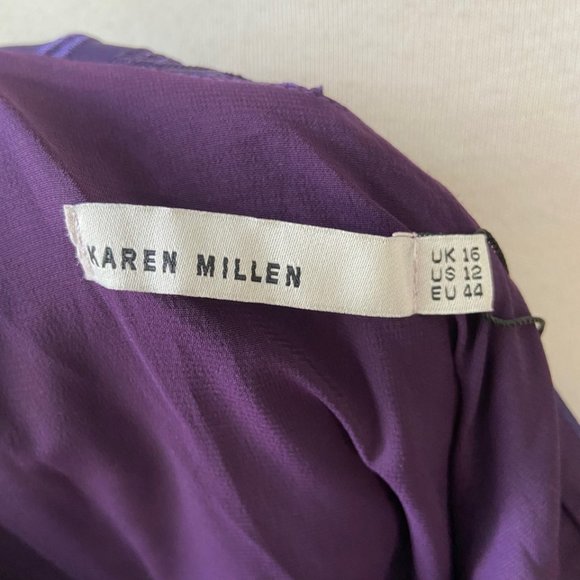 KAREN MILLEN
UK 16
US 12
EU 44